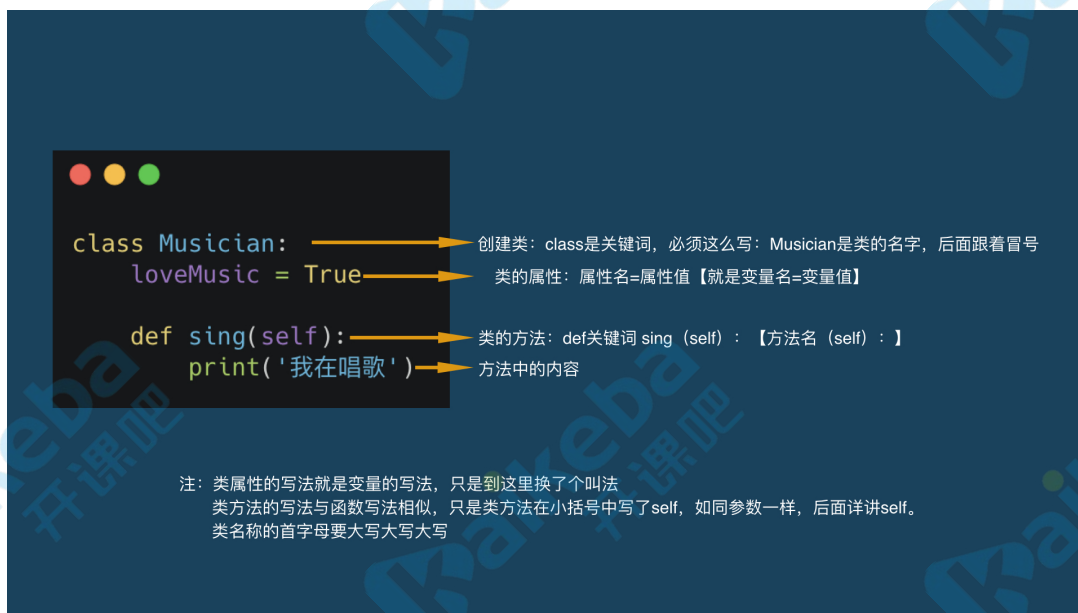 class Musician:
创建类：class是关键词，必须这么写：Musician是类的名字，后面跟着冒号
loveMusic = True
类的属性：属性名=属性值【就是变量名=变量值】
def sing(self):
类的方法：def关键词 sing（self）：【方法名（self）：】
print('我在唱歌')
方法中的内容
注：类属性的写法就是变量的写法，只是到这里换了个叫法
类方法的写法与函数写法相似，只是类方法在小括号中写了self，如同参数一样，后面详讲self。
类名称的首字母要大写大写大写
Kaikeba
开课吧